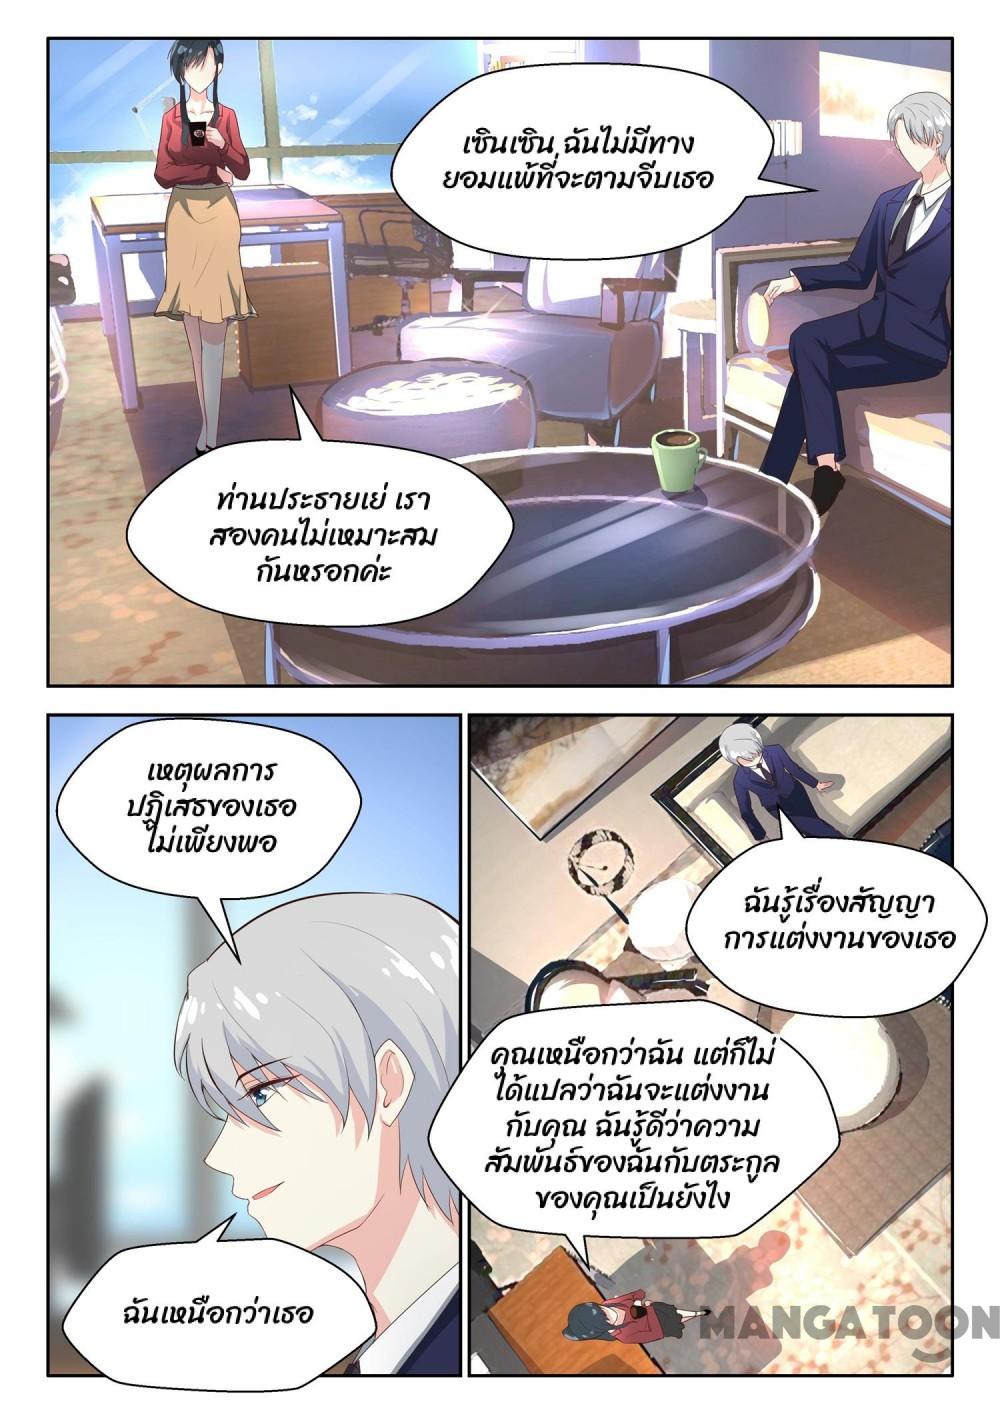 เซินเซิน ฉันไม่มีทาง
ยอมแพ้ที่จะตามจีบเธอ
ท่านประธายเย่ เรา
สองคนไม่เหมาะสม
กันหรอกค่ะ
เหตุผลการ
ปฏิเสธของเธอ
ไม่เพียงพอ
ฉันเหนือกว่าเธอ
ฉันรู้เรื่องสัญญา
การแต่งงานของเธอ
คุณเหนือกว่าฉัน แต่ก็ไม่
ได้แปลว่าฉันจะแต่งงาน
กับคุณ ฉันรู้ดีว่าความ
สัมพันธ์ของฉันกับตระกูล
ของคุณเป็นยังไง
MANGATOON